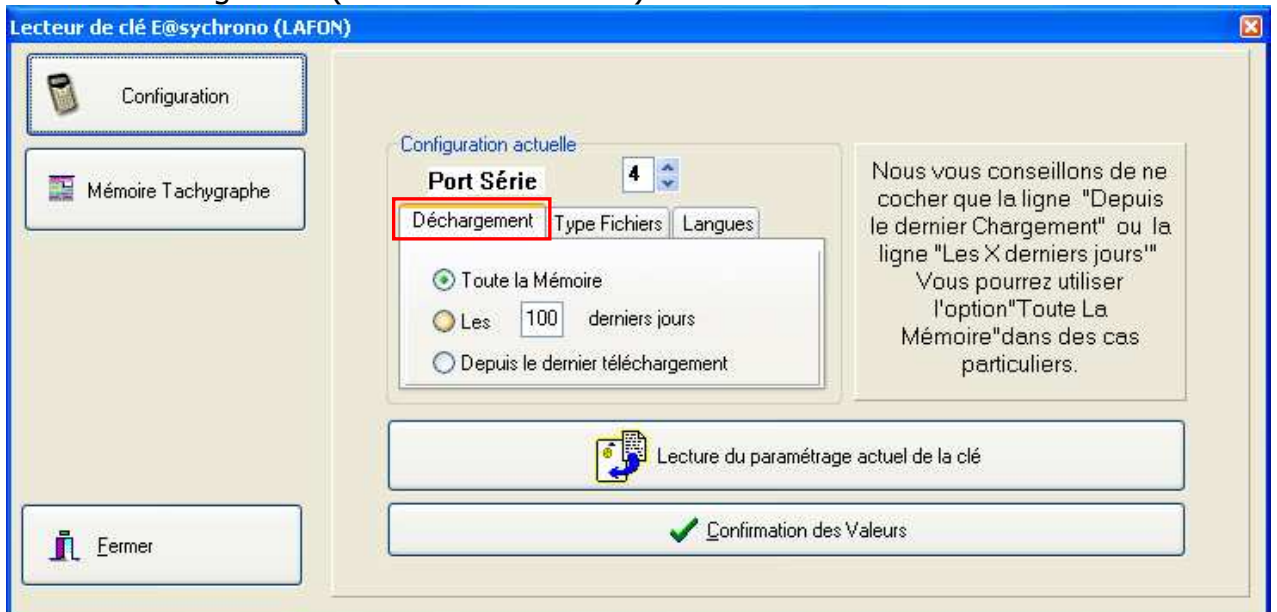 Lecteur de clé E@sychrono (LAFON)
Configuration
Mémoire Tachygraphe
Fermer
Configuration actuelle
Port Série 4
Déchargement Type Fichiers Langues
Toute la Mémoire
Les 100 derniers jours
Depuis le dernier téléchargement
Nous vous conseillons de ne
cocher que la ligne "Depuis
le dernier Chargement" ou la
ligne "Les X derniers jours'"
Vous pourrez utiliser
l'option"Toute La
Mémoire"dans des cas
particuliers.
Lecture du paramétrage actuel de la clé
Confirmation des Valeurs